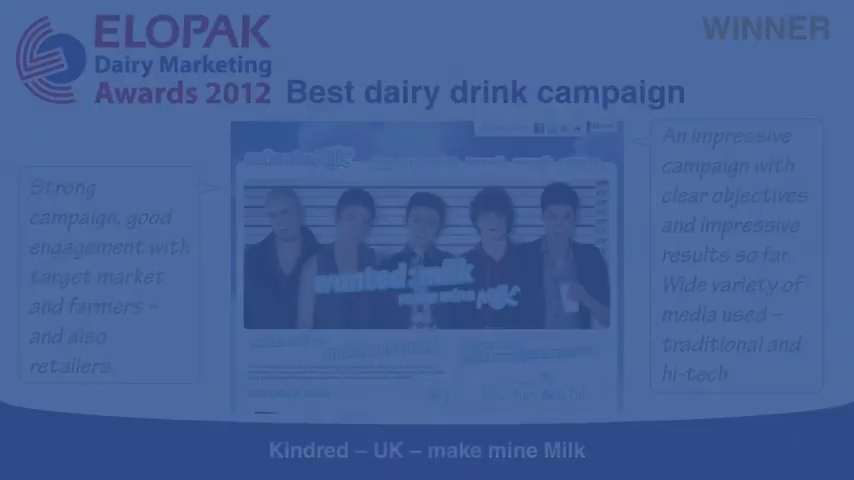 ELOPAK
Dairy Marketing
Awards 2012
WINNER
Best dairy drink campaign
Strong
campaign, good
engagement with
target market
and farmers –
and also
retailers.
wanted:milk
make mine Milk
An impressive
campaign with
clear objectives
and impressive
results so far.
Wide variety of
media used –
traditional and
hi-tech
Kindred – UK – make mine Milk